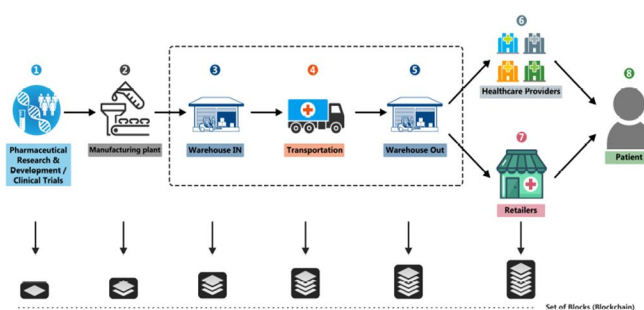 1
2
3
4
5
6
7
8
Pharmaceutical
Research &
Development /
Clinical Trials
Manufacturing plant
Warehouse IN
Transportation
Warehouse Out
Healthcare Providers
Retailers
Patient
Set of Blocks (Blockchain)